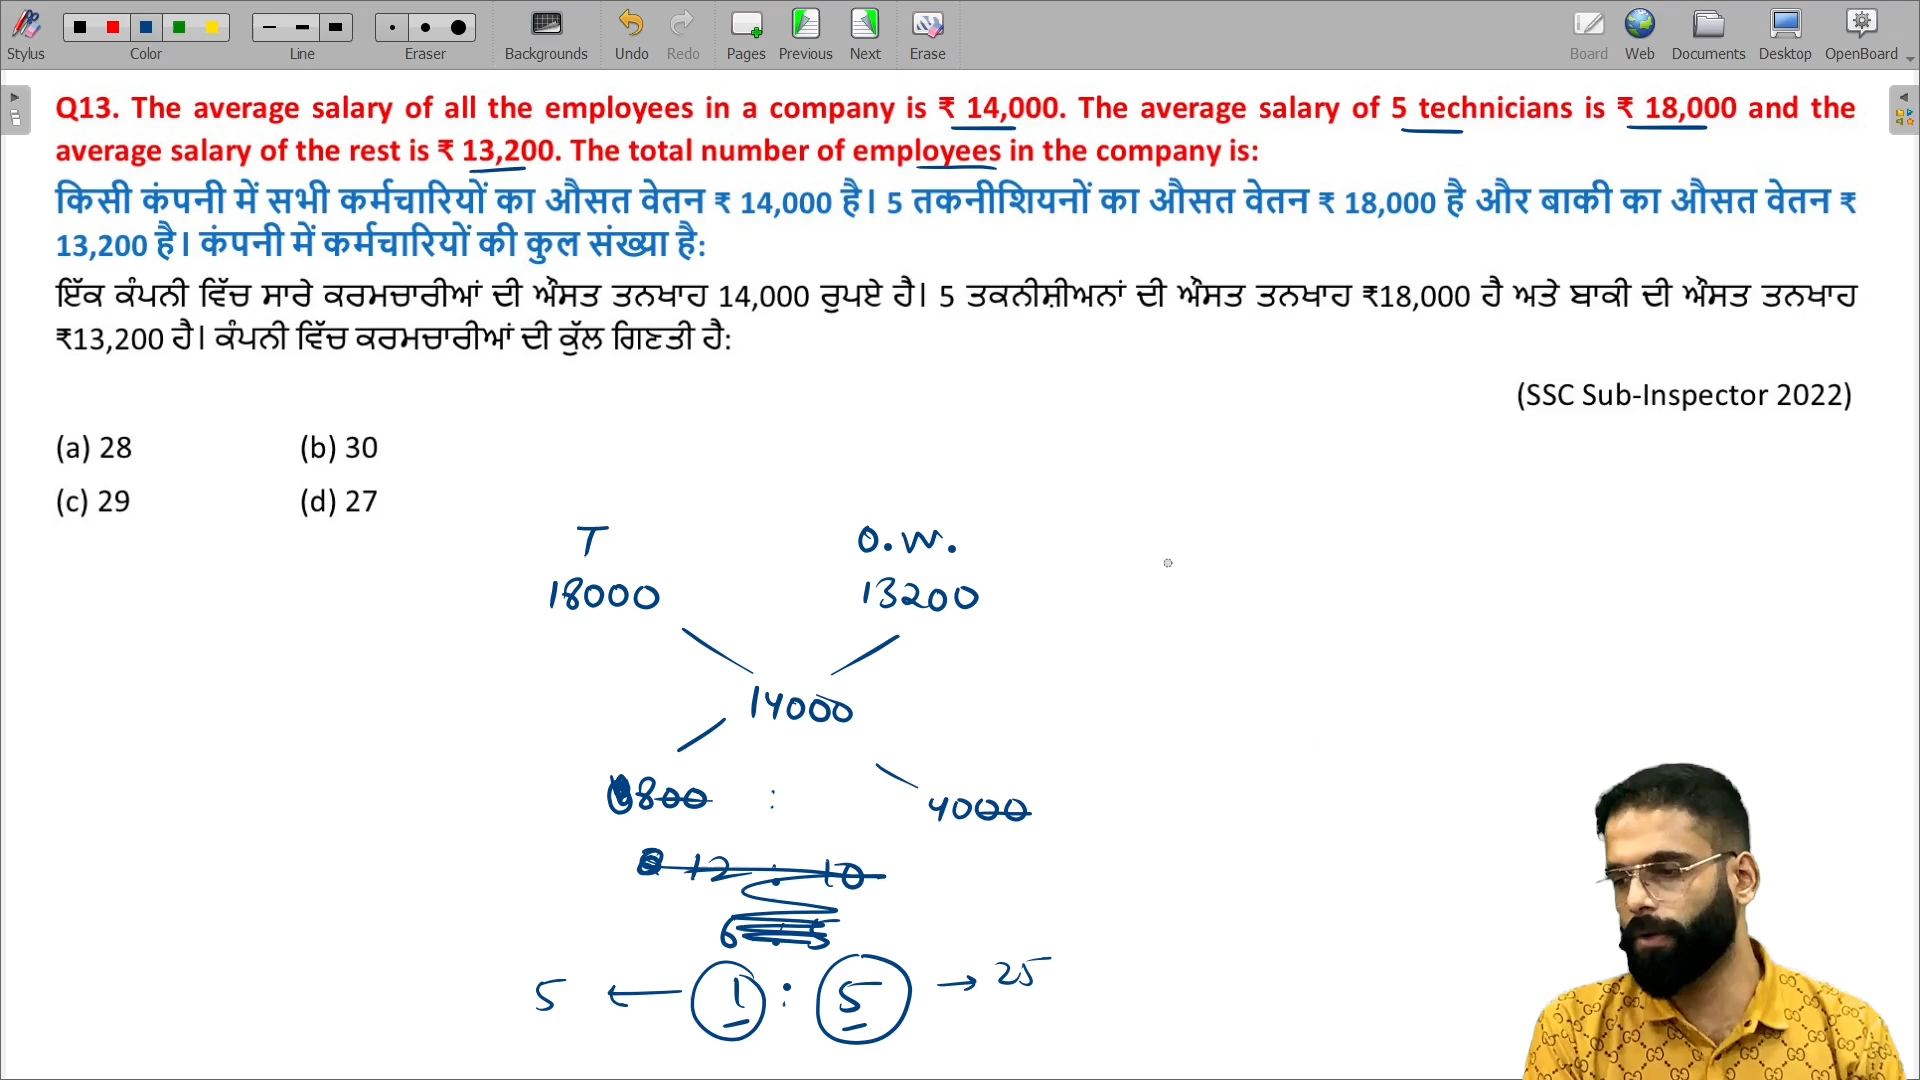 Stylus Color Line Eraser Backgrounds Undo Redo Pages Previous Next Erase Board Web Documents Desktop OpenBoard
Q13. The average salary of all the employees in a company is ₹ 14,000. The average salary of 5 technicians is ₹ 18,000 and the
average salary of the rest is ₹ 13,200. The total number of employees in the company is:
किसी कंपनी में सभी कर्मचारियों का औसत वेतन ₹ 14,000 है। 5 तकनीशियनों का औसत वेतन ₹ 18,000 है और बाकी का औसत वेतन ₹
13,200 है। कंपनी में कर्मचारियों की कुल संख्या है:
ਇੱਕ ਕੰਪਨੀ ਵਿੱਚ ਸਾਰੇ ਕਰਮਚਾਰੀਆਂ ਦੀ ਔਸਤ ਤਨਖਾਹ 14,000 ਰੁਪਏ ਹੈ। 5 ਤਕਨੀਸ਼ੀਅਨਾਂ ਦੀ ਔਸਤ ਤਨਖਾਹ ₹18,000 ਹੈ ਅਤੇ ਬਾਕੀ ਦੀ ਔਸਤ ਤਨਖਾਹ
₹13,200 ਹੈ। ਕੰਪਨੀ ਵਿੱਚ ਕਰਮਚਾਰੀਆਂ ਦੀ ਕੁੱਲ ਗਿਣਤੀ ਹੈ:
(SSC Sub-Inspector 2022)
(a) 28 (b) 30
(c) 29 (d) 27
T O.W.
18000 13200
14000
800 : 4000
12 : 10
6 : 5
5 ← 1 : 5 → 25